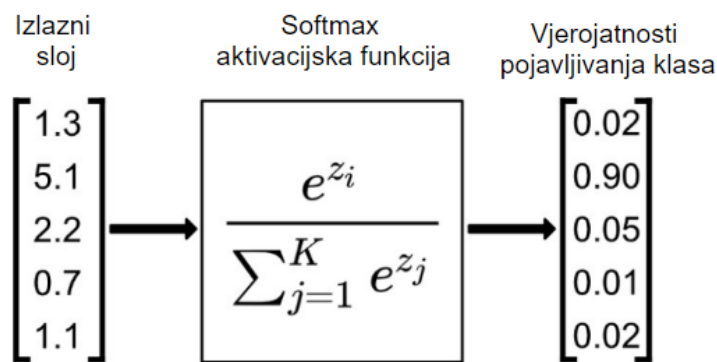 Izlazni
sloj
Softmax
aktivacijska funkcija
Vjerojatnosti
pojavljivanja klasa
1.3
5.1
2.2
0.7
1.1
e^{z_i}
∑_{j=1}^{K} e^{z_j}
0.02
0.90
0.05
0.01
0.02